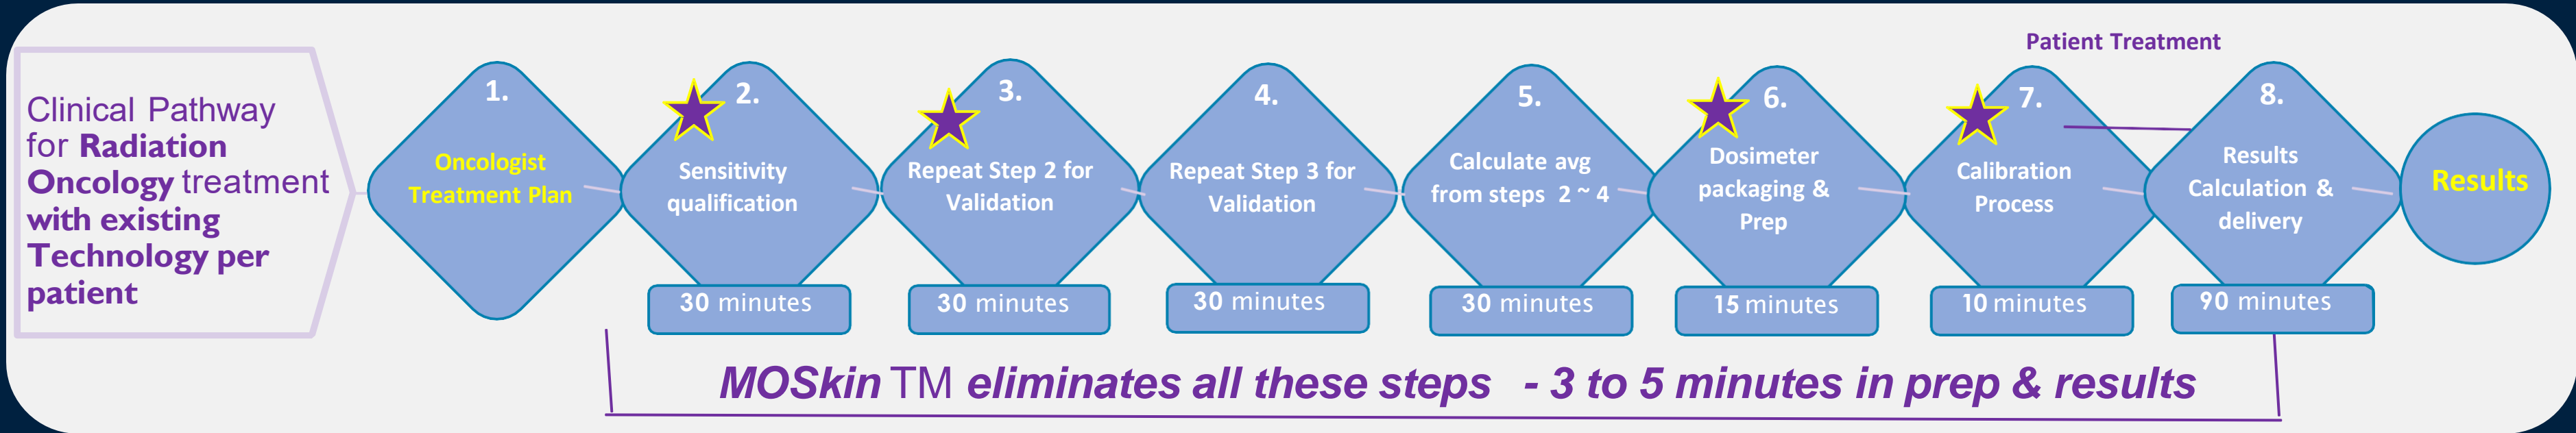 Clinical Pathway
for Radiation
Oncology treatment
with existing
Technology per
patient
1.
Oncologist
Treatment Plan
2.
Sensitivity
qualification
30 minutes
3.
Repeat Step 2 for
Validation
30 minutes
4.
Repeat Step 3 for
Validation
30 minutes
5.
Calculate avg
from steps 2 ~ 4
30 minutes
6.
Dosimeter
packaging &
Prep
15 minutes
7.
Calibration
Process
10 minutes
Patient Treatment
8.
Results
Calculation &
delivery
90 minutes
Results
MOSkin TM eliminates all these steps - 3 to 5 minutes in prep & results